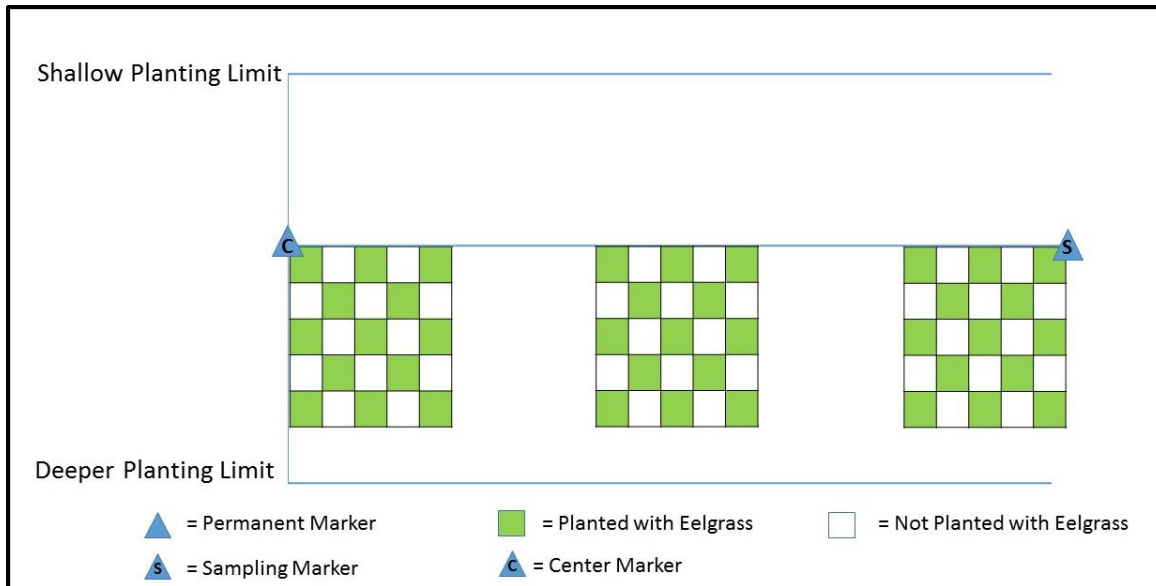 Shallow Planting Limit
C
S
Deeper Planting Limit
= Permanent Marker
= Planted with Eelgrass
= Not Planted with Eelgrass
S = Sampling Marker
C = Center Marker